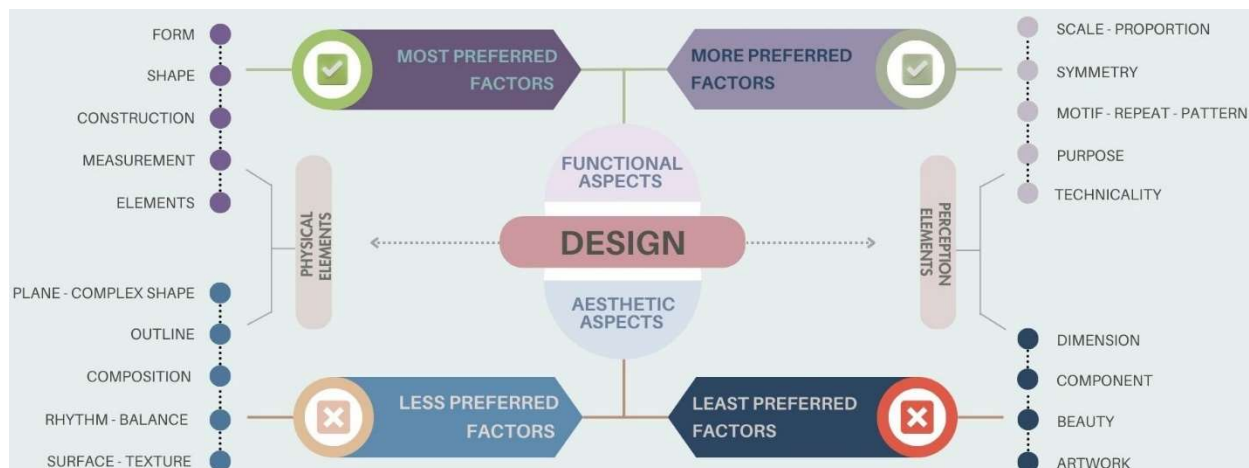 FORM
SHAPE
CONSTRUCTION
MEASUREMENT
ELEMENTS
MOST PREFERRED
FACTORS
MORE PREFERRED
FACTORS
SCALE - PROPORTION
SYMMETRY
MOTIF - REPEAT - PATTERN
PURPOSE
TECHNICALITY
FUNCTIONAL
ASPECTS
PHYSICAL
ELEMENTS
DESIGN
PERCEPTION
ELEMENTS
AESTHETIC
ASPECTS
PLANE - COMPLEX SHAPE
OUTLINE
COMPOSITION
RHYTHM - BALANCE
SURFACE - TEXTURE
LESS PREFERRED
FACTORS
LEAST PREFERRED
FACTORS
DIMENSION
COMPONENT
BEAUTY
ARTWORK